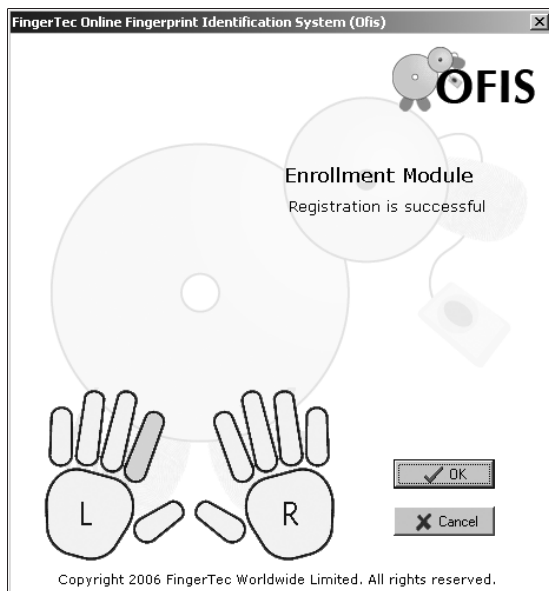 FingerTec Online Fingerprint Identification System (Ofis)
OFIS
Enrollment Module
Registration is successful
L
R
OK
Cancel
Copyright 2006 FingerTec Worldwide Limited. All rights reserved.